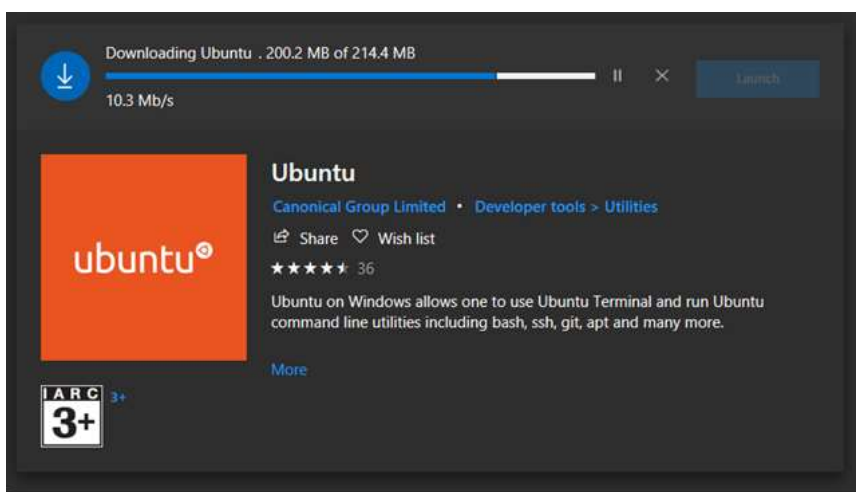 Downloading Ubuntu . 200.2 MB of 214.4 MB
10.3 Mb/s
Launch
ubuntu
Ubuntu
Canonical Group Limited • Developer tools > Utilities
Share Wish list
36
Ubuntu on Windows allows one to use Ubuntu Terminal and run Ubuntu
command line utilities including bash, ssh, git, apt and many more.
More
IARC
3+
3+